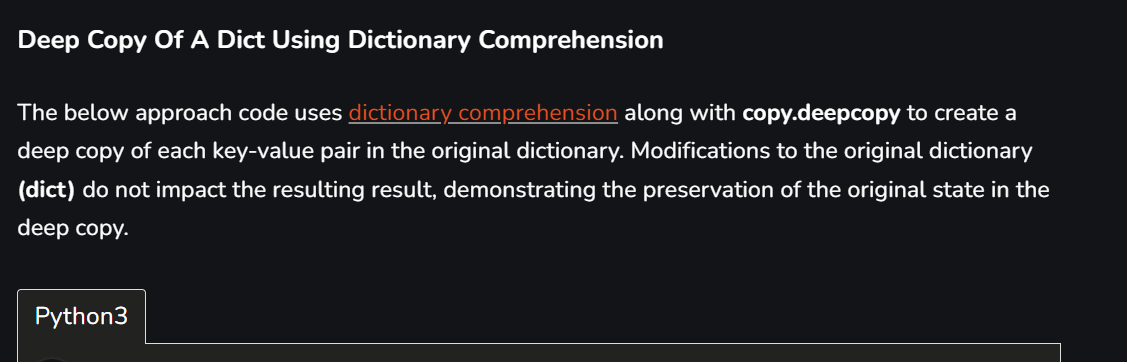 Deep Copy Of A Dict Using Dictionary Comprehension
The below approach code uses dictionary comprehension along with copy.deepcopy to create a
deep copy of each key-value pair in the original dictionary. Modifications to the original dictionary
(dict) do not impact the resulting result, demonstrating the preservation of the original state in the
deep copy.
Python3